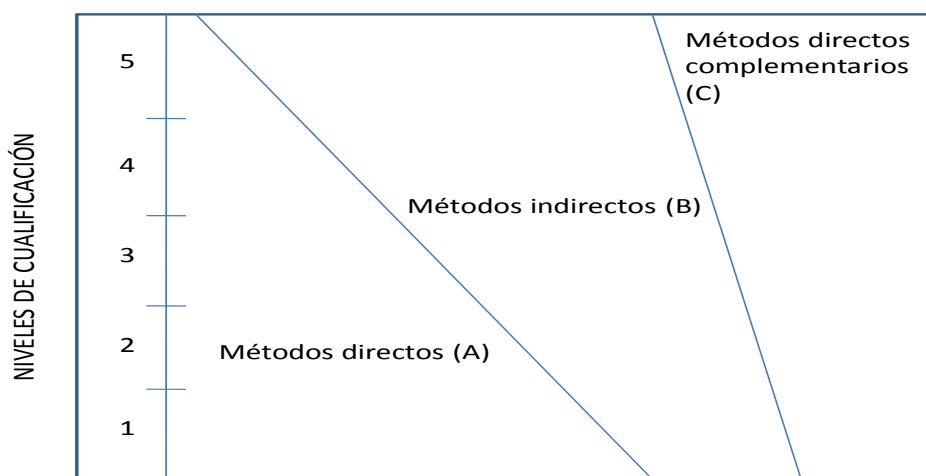 NIVELES DE CUALIFICACIÓN
5
4
3
2
1
Métodos directos
complementarios
(C)
Métodos indirectos (B)
Métodos directos (A)